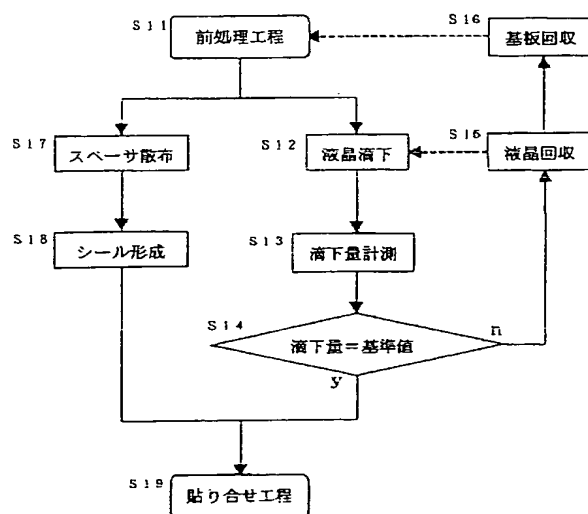 S11
前処理工程
S16
基板回収
S17
スペーサ散布
S12
液晶滴下
S15
液晶回収
S18
シール形成
S13
滴下量計測
S14
滴下量＝基準値
n
y
S19
貼り合せ工程